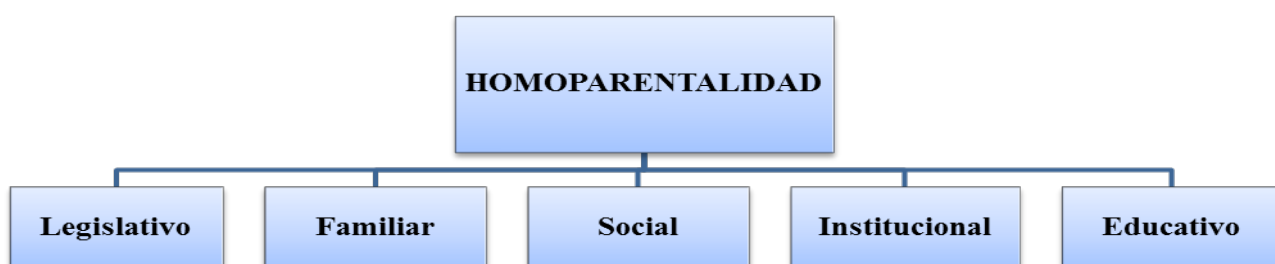 HOMOPARENTALIDAD
Legislativo
Familiar
Social
Institucional
Educativo